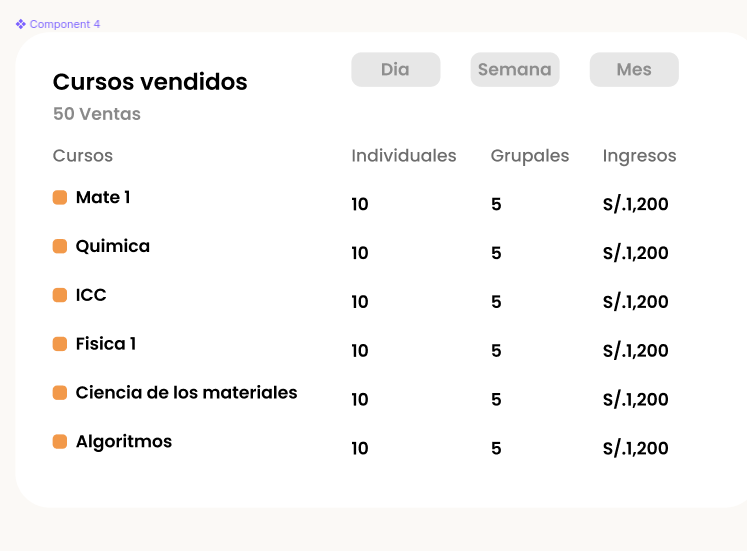 Component 4
Dia Semana Mes
Cursos vendidos
50 Ventas
Cursos Individuales Grupales Ingresos
Mate 1 10 5 S/.1,200
Quimica 10 5 S/.1,200
ICC 10 5 S/.1,200
Fisica 1 10 5 S/.1,200
Ciencia de los materiales 10 5 S/.1,200
Algoritmos 10 5 S/.1,200